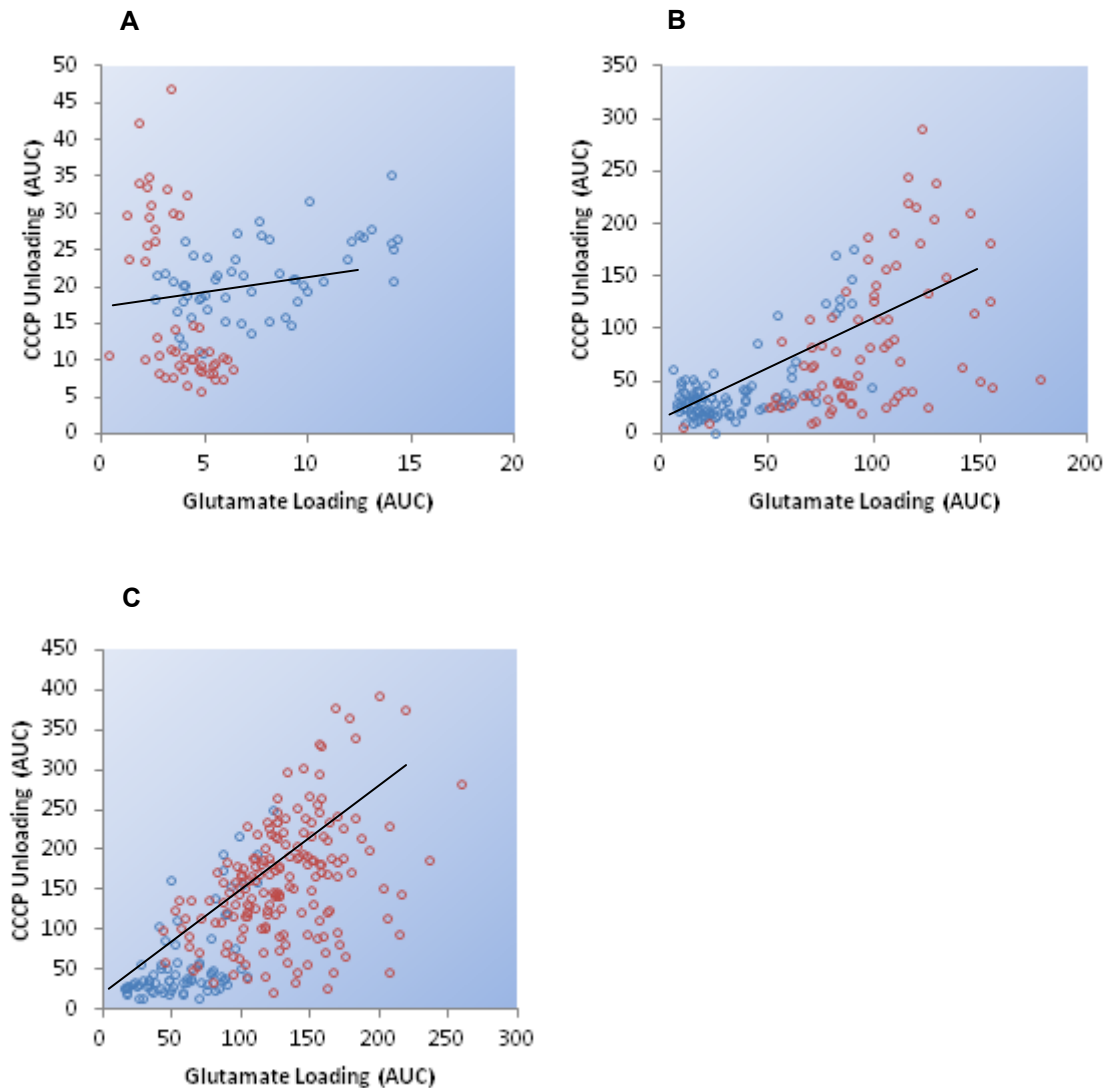 A
50
45
40
35
30
25
20
15
10
5
0
CCCP Unloading (AUC)
0 5 10 15 20
Glutamate Loading (AUC)
B
350
300
250
200
150
100
50
0
CCCP Unloading (AUC)
0 50 100 150 200
Glutamate Loading (AUC)
C
450
400
350
300
250
200
150
100
50
0
CCCP Unloading (AUC)
0 50 100 150 200 250 300
Glutamate Loading (AUC)